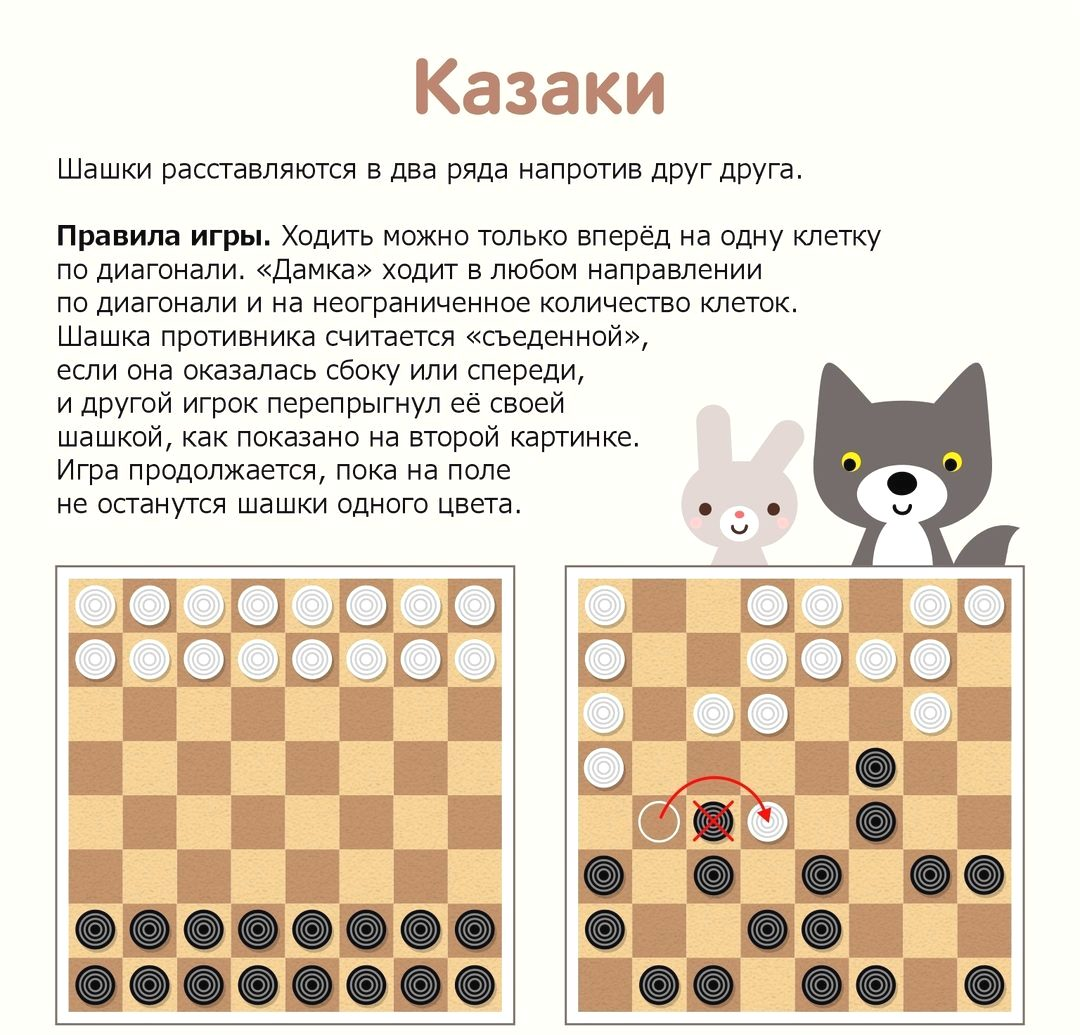 Казаки
Шашки расставляются в два ряда напротив друг друга.
Правила игры. Ходить можно только вперёд на одну клетку
по диагонали. «Дамка» ходит в любом направлении
по диагонали и на неограниченное количество клеток.
Шашка противника считается «съеденной»,
если она оказалась сбоку или спереди,
и другой игрок перепрыгнул её своей
шашкой, как показано на второй картинке.
Игра продолжается, пока на поле
не останутся шашки одного цвета.